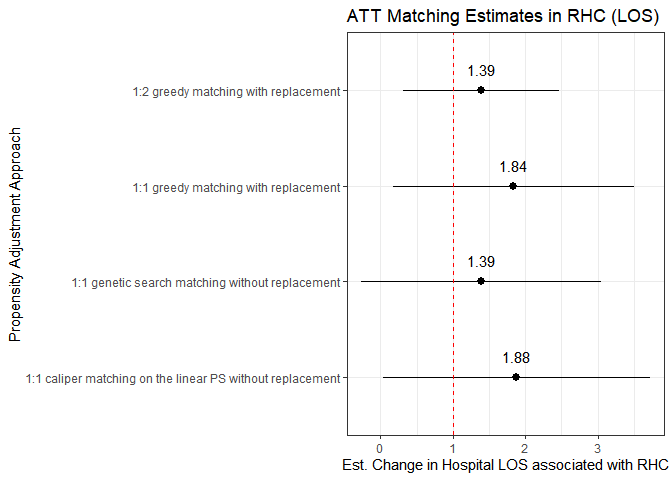 ATT Matching Estimates in RHC (LOS)
Propensity Adjustment Approach
1:2 greedy matching with replacement
1.39
1:1 greedy matching with replacement
1.84
1:1 genetic search matching without replacement
1.39
1:1 caliper matching on the linear PS without replacement
1.88
0 1 2 3
Est. Change in Hospital LOS associated with RHC